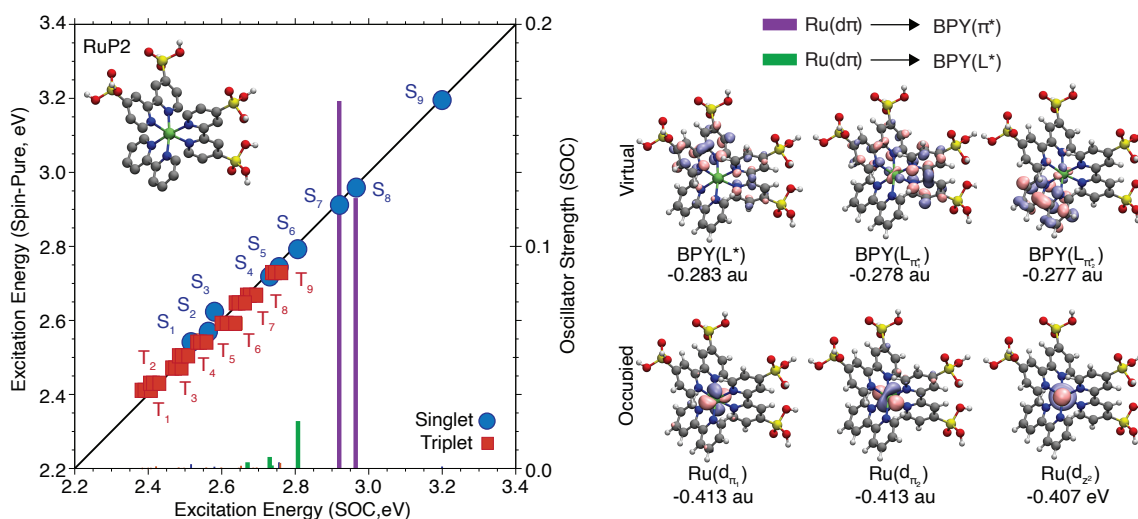 RuP2
Excitation Energy (Spin-Pure, eV)
3.4
3.2
3.0
2.8
2.6
2.4
2.2
2.2 2.4 2.6 2.8 3.0 3.2 3.4
Excitation Energy (SOC,eV)
0.2
0.1
0.0
Oscillator Strength (SOC)
S9
S8
S7
S6
S5
S4
S3
S2
S1
T9
T8
T7
T6
T5
T4
T3
T2
T1
Singlet
Triplet
Ru(dπ) → BPY(π*)
Ru(dπ) → BPY(L*)
Virtual
BPY(L*) BPY(Lπ*1) BPY(Lπ*2)
-0.283 au -0.278 au -0.277 au
Occupied
Ru(dπ1) Ru(dπ2) Ru(dz2)
-0.413 au -0.413 au -0.407 eV